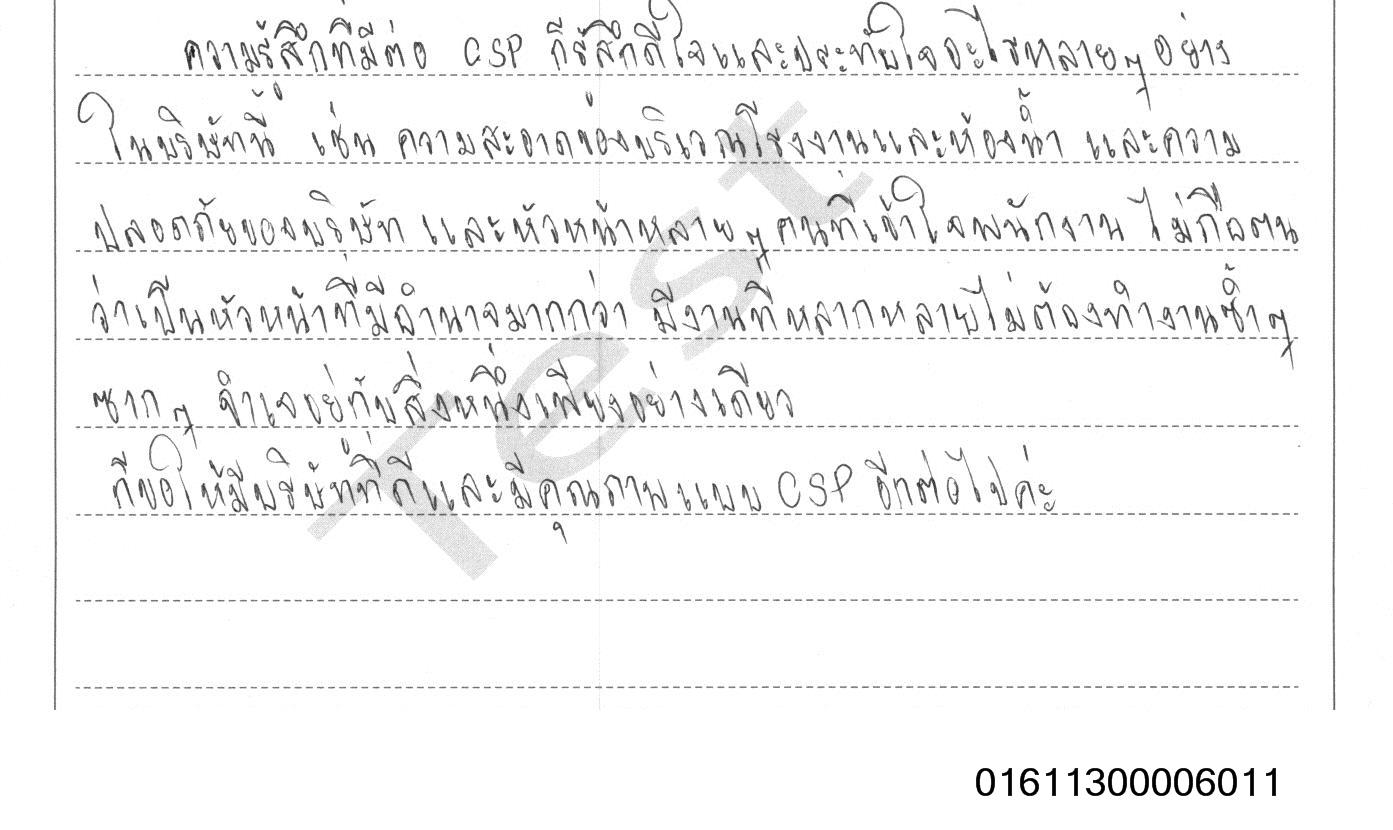 ความรู้สึกที่มีต่อ CSP ก็รู้สึกดีใจและประทับใจอะไรหลายๆ อย่าง
ในบริษัทนี้ เช่น ความสะอาดของบริเวณโรงงานและห้องน้ำ และความ
ปลอดภัยของบริษัท และหัวหน้าหลายๆ คนที่เข้าใจพนักงาน ไม่ถือตน
ว่าเป็นหัวหน้าที่มีอำนาจมากกว่า มีงานที่หลากหลายไม่ต้องทำงานซ้ำๆ
ซากๆ จำเจอยู่กับสิ่งหนึ่งเพียงอย่างเดียว
ก็ขอให้มีบริษัทที่ดีและมีคุณภาพแบบ CSP อีกต่อไปค่ะ
Test
01611300006011